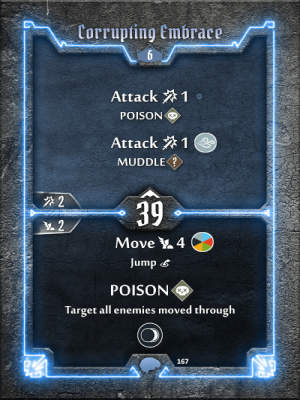 Corrupting Embrace
6
Attack 1
POISON
Attack 1
MUDDLE
2
39
2
Move 4
Jump
POISON
Target all enemies moved through
167